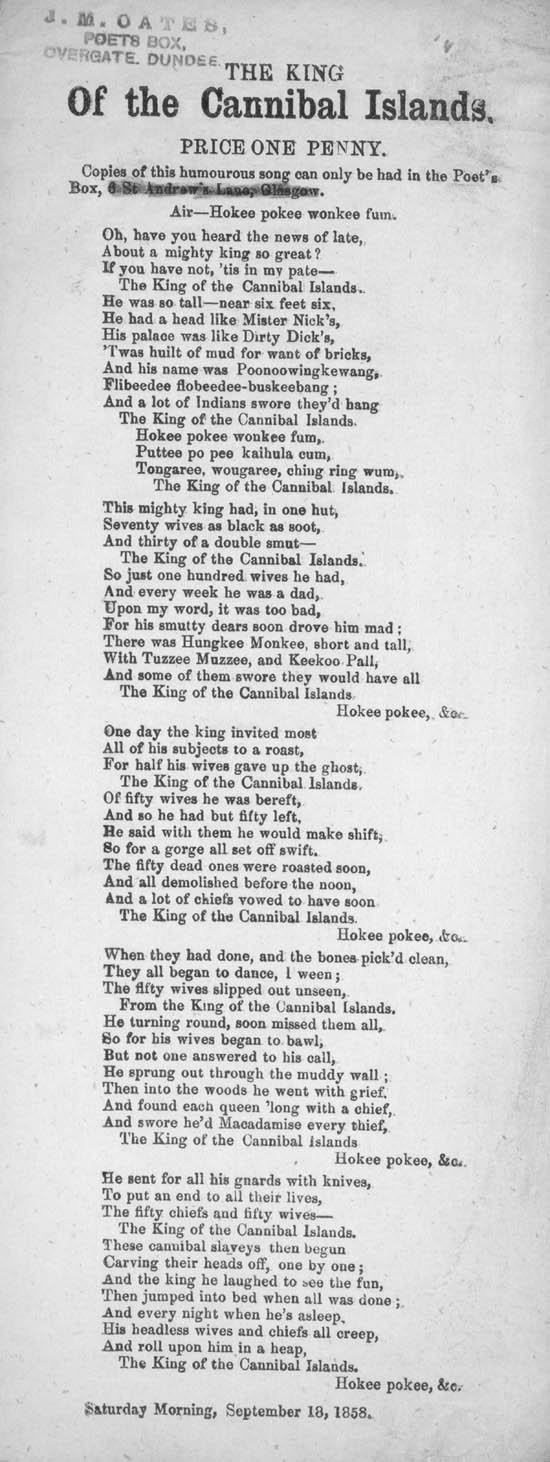 J. M. OATES,
POETS BOX,
OVERGATE. DUNDEE.
THE KING
Of the Cannibal Islands.
PRICE ONE PENNY.
Copies of this humourous song can only be had in the Poet's
Box, 6 St Andrew's Lane, Glasgow.
Air—Hokee pokee wonkee fum.
Oh, have you heard the news of late,
About a mighty king so great?
If you have not, 'tis in my pate—
The King of the Cannibal Islands.
He was so tall—near six feet six,
He had a head like Mister Nick's,
His palace was like Dirty Dick's,
'Twas huilt of mud for want of bricks,
And his name was Poonoowingkewang,
Flibeedee flobeedee-buskeebang;
And a lot of Indians swore they'd hang
The King of the Cannibal Islands.
Hokee pokee wonkee fum,
Puttee po pee kaihula cum,
Tongaree, wougaree, ching ring wum,
The King of the Cannibal Islands.
This mighty king had, in one hut,
Seventy wives as black as soot,
And thirty of a double smut—
The King of the Cannibal Islands.
So just one hundred wives he had,
And every week he was a dad,
Upon my word, it was too bad,
For his smutty dears soon drove him mad;
There was Hungkee Monkee, short and tall,
With Tuzzee Muzzee, and Keekoo Pall,
And some of them swore they would have all
The King of the Cannibal Islands
Hokee pokee, &c.
One day the king invited most
All of his subjects to a roast,
For half his wives gave up the ghost,
The King of the Cannibal Islands.
Of fifty wives he was bereft,
And so he had but fifty left,
He said with them he would make shift,
So for a gorge all set off swift.
The fifty dead ones were roasted soon,
And all demolished before the noon,
And a lot of chiefs vowed to have soon
The King of the Cannibal Islands.
Hokee pokee, &c.
When they had done, and the bones pick'd clean,
They all began to dance, I ween;
The fifty wives slipped out unseen,
From the King of the Cannibal Islands.
He turning round, soon missed them all,
So for his wives began to bawl,
But not one answered to his call,
He sprung out through the muddy wall;
Then into the woods he went with grief,
And found each queen 'long with a chief,
And swore he'd Macadamise every thief,
The King of the Cannibal Islands
Hokee pokee, &c.
He sent for all his gnards with knives,
To put an end to all their lives,
The fifty chiefs and fifty wives—
The King of the Cannibal Islands.
These cannibal slaveys then begun
Carving their heads off, one by one;
And the king he laughed to see the fun,
Then jumped into bed when all was done;
And every night when he's asleep,
His headless wives and chiefs all creep,
And roll upon him in a heap,
The King of the Cannibal Islands.
Hokee pokee, &c.
Saturday Morning, September 18, 1858.